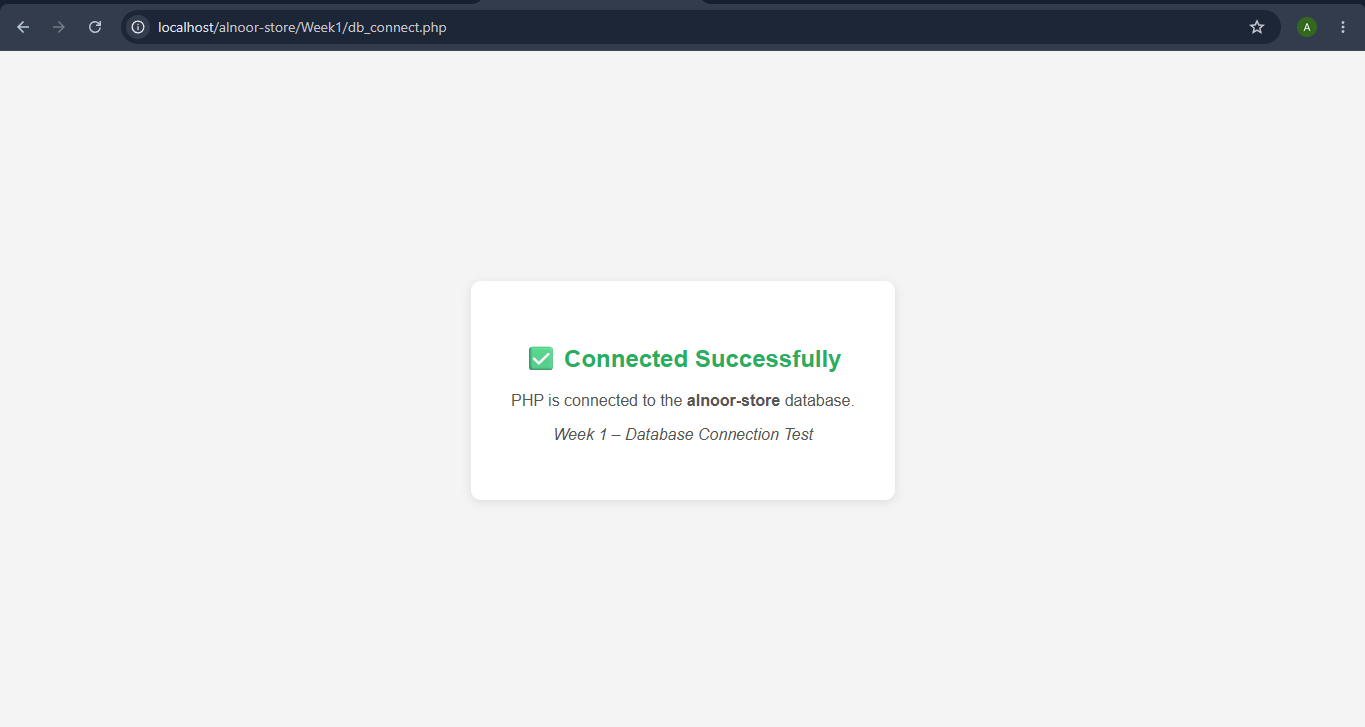 localhost/alnoor-store/Week1/db_connect.php
A
✅ Connected Successfully
PHP is connected to the alnoor-store database.
Week 1 – Database Connection Test